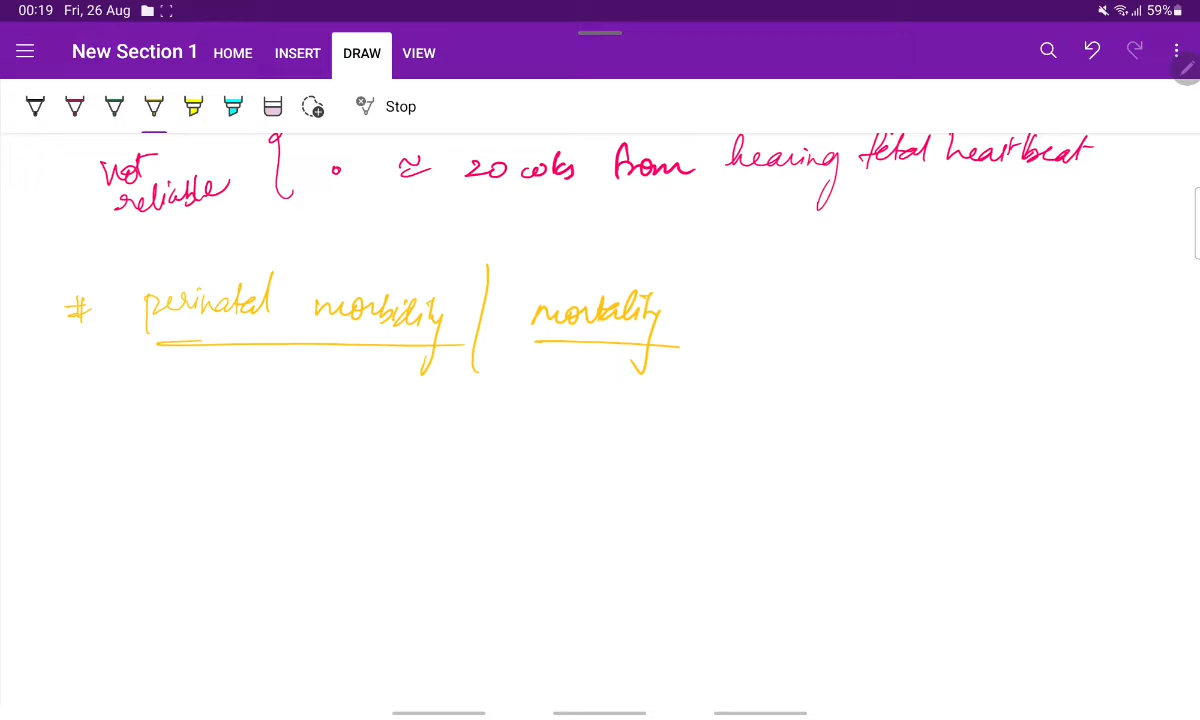 00:19 Fri, 26 Aug 59%
New Section 1 HOME INSERT DRAW VIEW
Stop
not reliable { • ≈ 20 from hearing fetal heartbeat
# perinatal morbidity / mortality